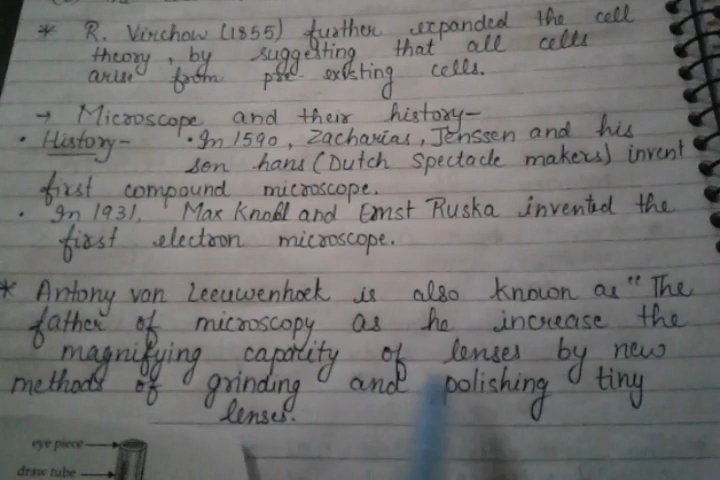 * R. Virchow (1855) further expanded the cell
theory, by suggesting that all cells
arise from pre-existing cells.
→ Microscope and their history-
• History- • In 1590, Zacharias, Jenssen and his
son hans (Dutch Spectacle makers) invent
first compound microscope.
• In 1931, Max Knoll and Ernst Ruska invented the
first electron microscope.
* Antony van Leeuwenhoek is also known as "The
father of microscopy as he increase the
magnifying capacity of lenses by new
methods of grinding and polishing tiny
lenses.
eye piece
draw tube